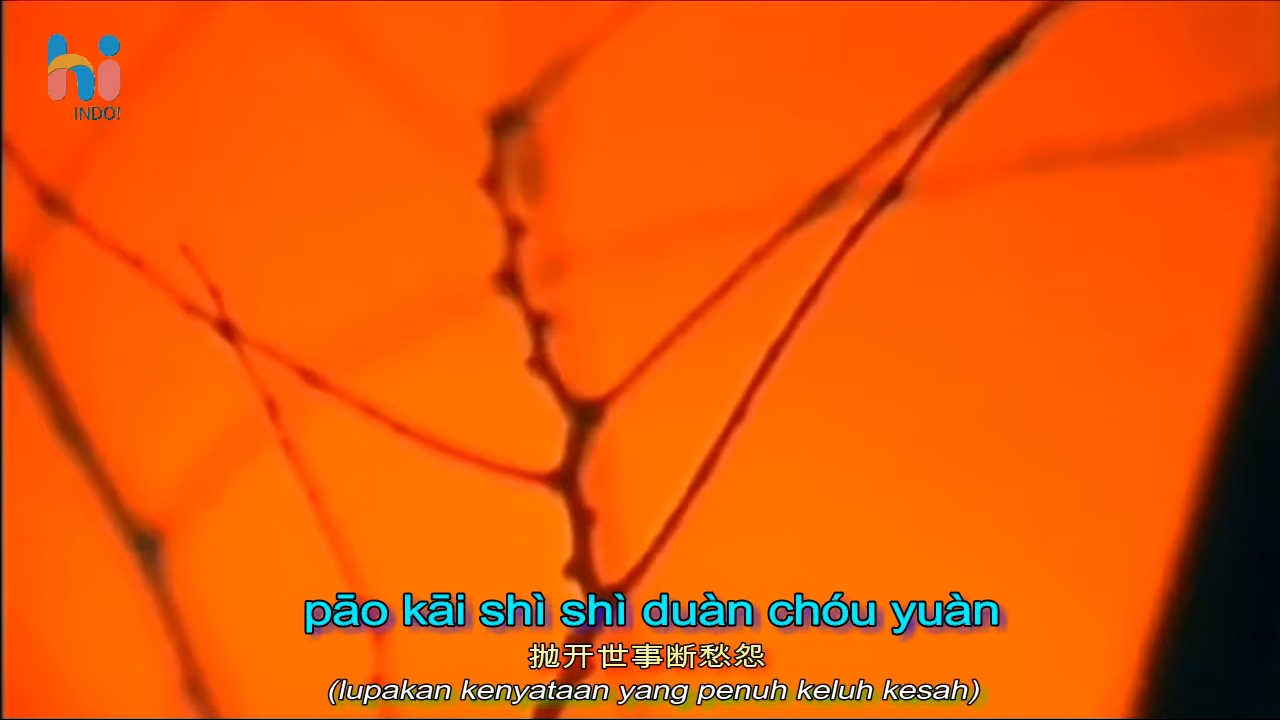 hi
INDO!
pāo kāi shì shì duàn chóu yuàn
抛开世事断愁怨
(lupakan kenyataan yang penuh keluh kesah)